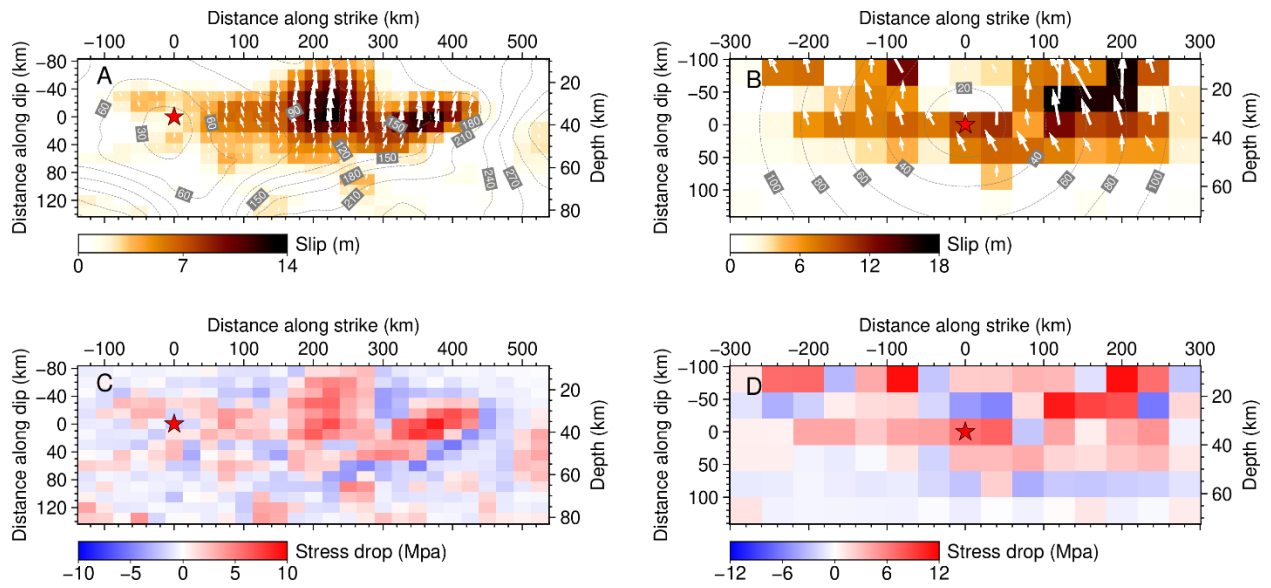 Distance along strike (km)
−100 0 100 200 300 400 500
Distance along dip (km)
−80
−40
0
40
80
120
A
60
30
60
90
150
180
210
120
150
180
210
240
270
60
150
20
40
60
80
Depth (km)
Slip (m)
0 7 14
Distance along strike (km)
−300 −200 −100 0 100 200 300
Distance along dip (km)
−100
−50
0
50
100
B
20
40
40
60
60
80
80
100
100
20
40
60
Depth (km)
Slip (m)
0 6 12 18
Distance along strike (km)
−100 0 100 200 300 400 500
Distance along dip (km)
−80
−40
0
40
80
120
C
20
40
60
80
Depth (km)
Stress drop (Mpa)
−10 −5 0 5 10
Distance along strike (km)
−300 −200 −100 0 100 200 300
Distance along dip (km)
−100
−50
0
50
100
D
20
40
60
Depth (km)
Stress drop (Mpa)
−12 −6 0 6 12